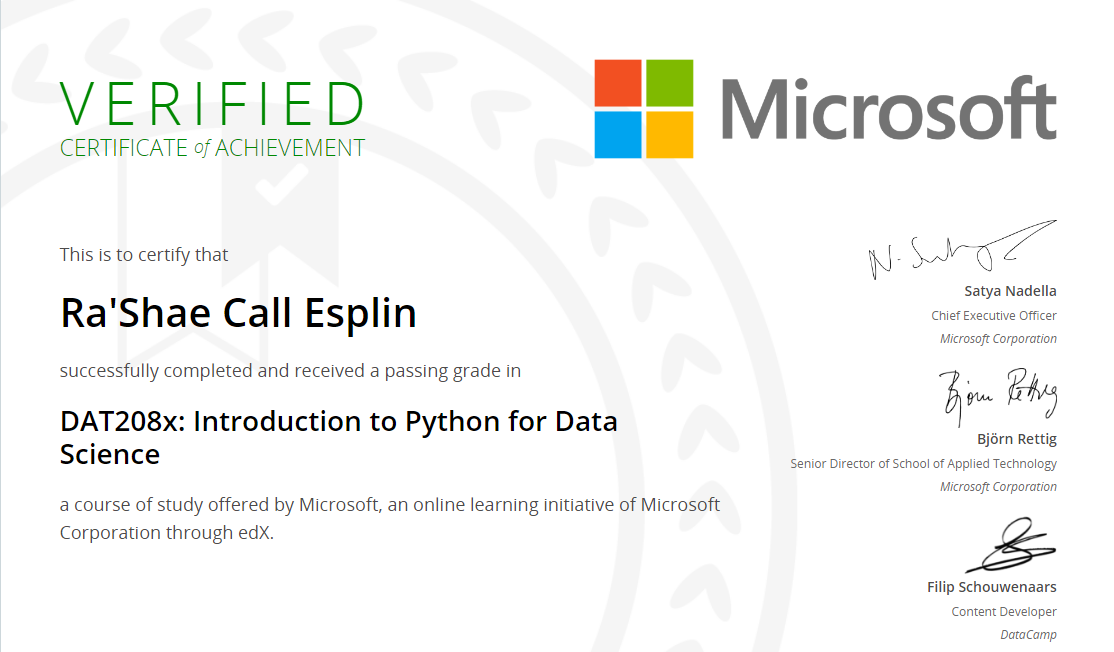 VERIFIED
CERTIFICATE of ACHIEVEMENT
Microsoft
This is to certify that
Ra'Shae Call Esplin
successfully completed and received a passing grade in
DAT208x: Introduction to Python for Data
Science
a course of study offered by Microsoft, an online learning initiative of Microsoft
Corporation through edX.
Satya Nadella
Chief Executive Officer
Microsoft Corporation
Björn Rettig
Björn Rettig
Senior Director of School of Applied Technology
Microsoft Corporation
Filip Schouwenaars
Content Developer
DataCamp